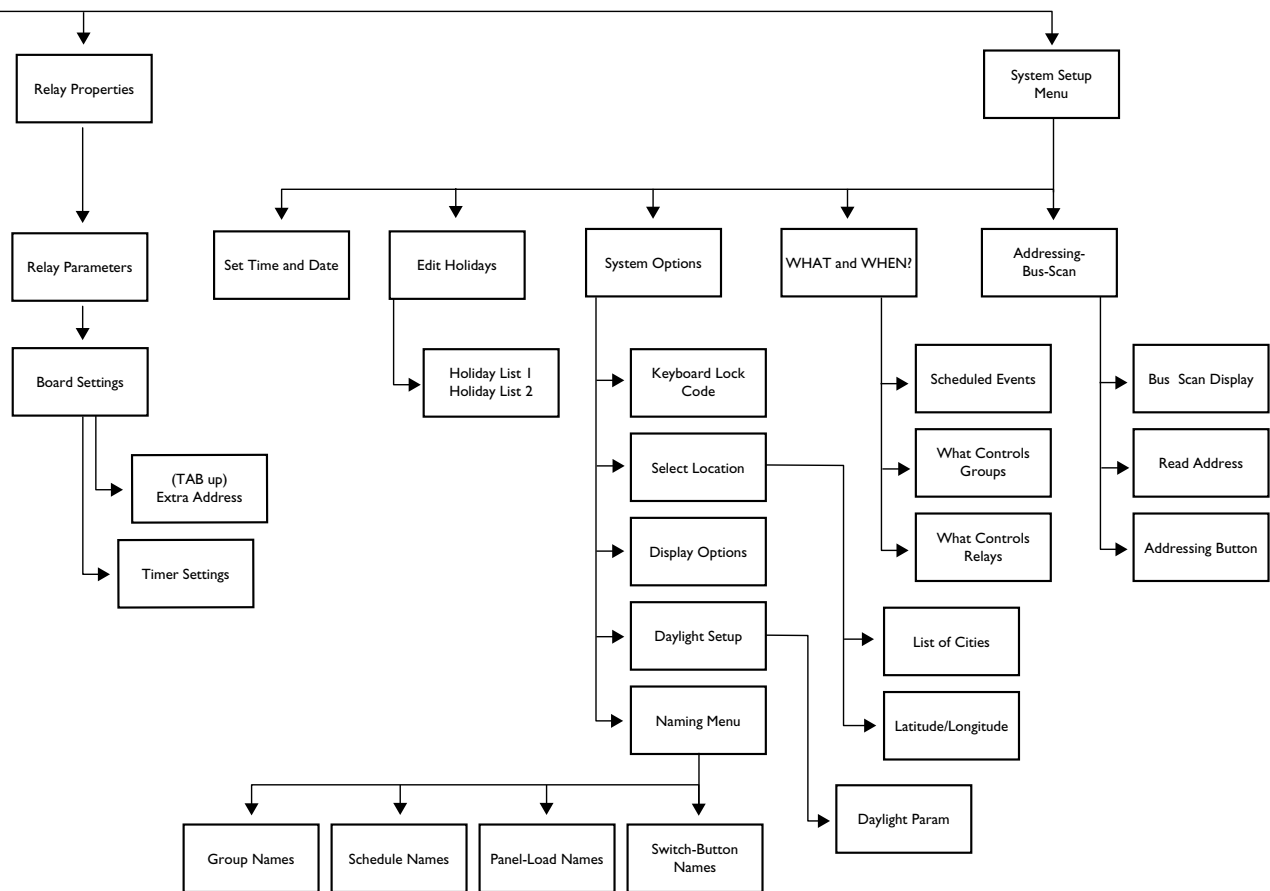 Relay Properties
System Setup
Menu
Relay Parameters
Set Time and Date
Edit Holidays
System Options
WHAT and WHEN?
Addressing-
Bus-Scan
Board Settings
Holiday List 1
Holiday List 2
Keyboard Lock
Code
Scheduled Events
Bus Scan Display
(TAB up)
Extra Address
Select Location
What Controls
Groups
Read Address
Timer Settings
Display Options
What Controls
Relays
Addressing Button
Daylight Setup
List of Cities
Naming Menu
Latitude/Longitude
Daylight Param
Group Names
Schedule Names
Panel-Load Names
Switch-Button
Names